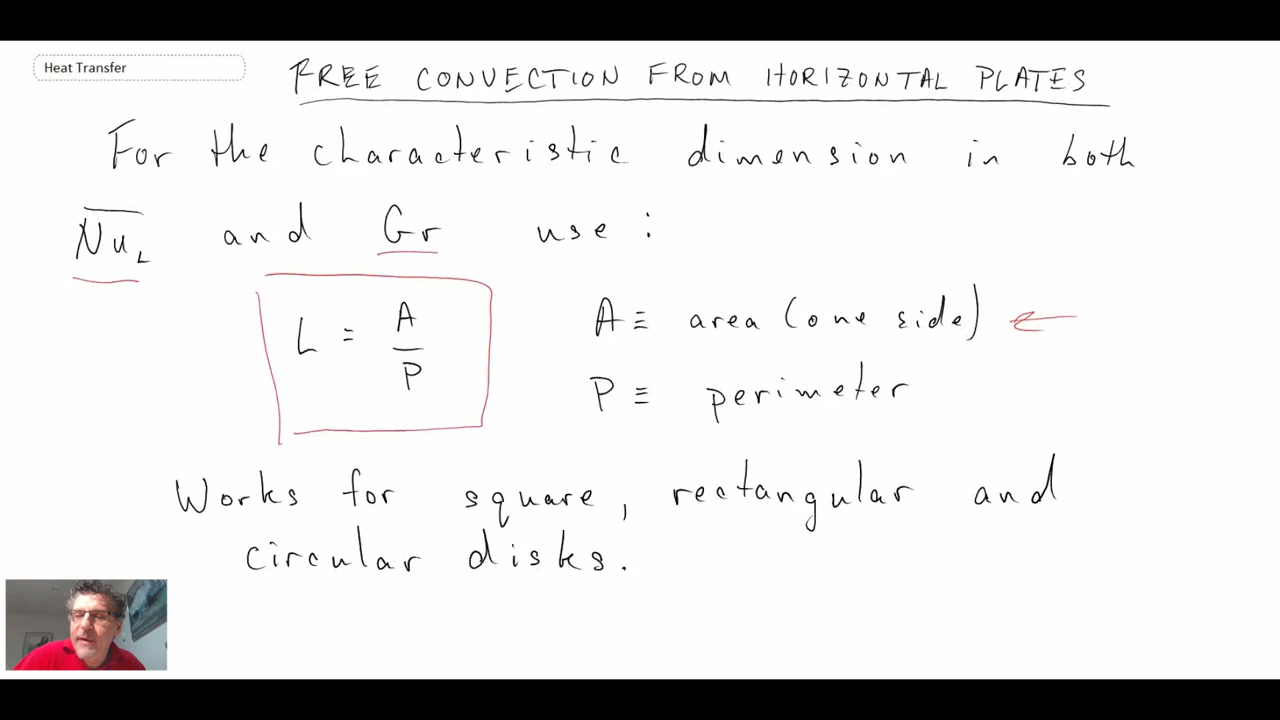 Heat Transfer
FREE CONVECTION FROM HORIZONTAL PLATES
For the characteristic dimension in both
N̅u̅_L and Gr use :
L = A/P
A ≡ area (one side) ←
P ≡ perimeter
Works for square, rectangular and
circular disks.